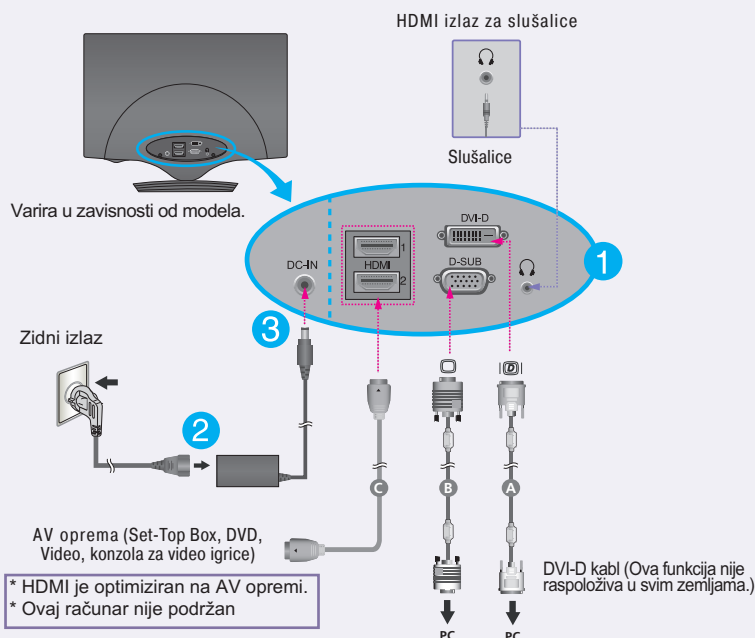 HDMI izlaz za slušalice
Slušalice
Varira u zavisnosti od modela.
DVI-D
1
DC-IN
HDMI
D-SUB
2
1
3
Zidni izlaz
2
C
B
A
AV oprema (Set-Top Box, DVD,
Video, konzola za video igrice)
* HDMI je optimiziran na AV opremi.
* Ovaj računar nije podržan
DVI-D kabl (Ova funkcija nije
raspoloživa u svim zemljama.)
PC
PC